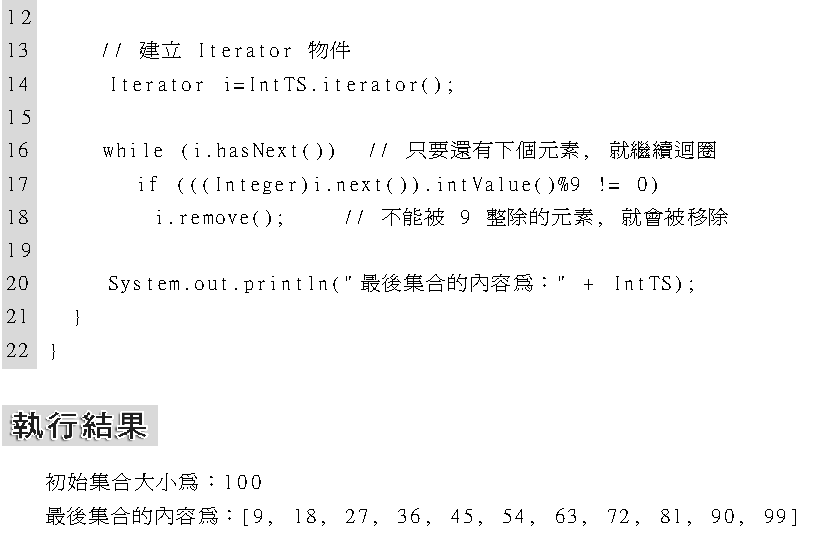 12
13 // 建立 Iterator 物件
14 Iterator i=IntTS.iterator();
15
16 while (i.hasNext()) // 只要還有下個元素, 就繼續迴圈
17 if (((Integer)i.next()).intValue()%9 != 0)
18 i.remove(); // 不能被 9 整除的元素, 就會被移除
19
20 System.out.println("最後集合的內容為：" + IntTS);
21 }
22 }
執行結果
初始集合大小為：100
最後集合的內容為：[9, 18, 27, 36, 45, 54, 63, 72, 81, 90, 99]